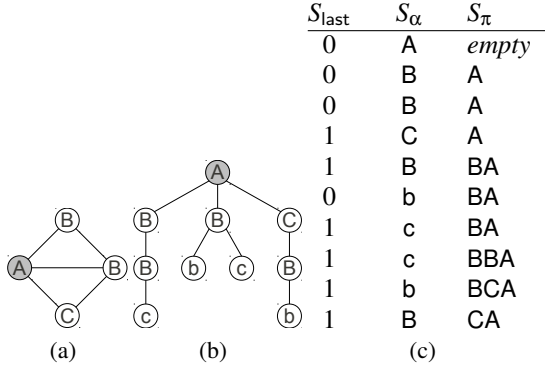 S_last S_α S_π
0 A empty
0 B A
0 B A
1 C A
1 B BA
0 b BA
1 c BA
1 c BBA
1 b BCA
1 B CA
B
A B
C
A
B B C
B b c B
c b
(a) (b) (c)